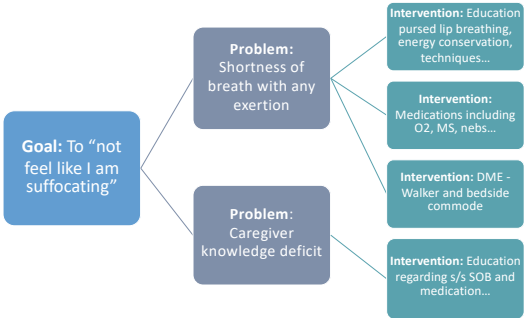 Goal: To “not
feel like I am
suffocating”
Problem:
Shortness of
breath with any
exertion
Problem:
Caregiver
knowledge deficit
Intervention: Education
pursed lip breathing,
energy conservation,
techniques…
Intervention:
Medications including
O2, MS, nebs…
Intervention: DME -
Walker and bedside
commode
Intervention: Education
regarding s/s SOB and
medication…